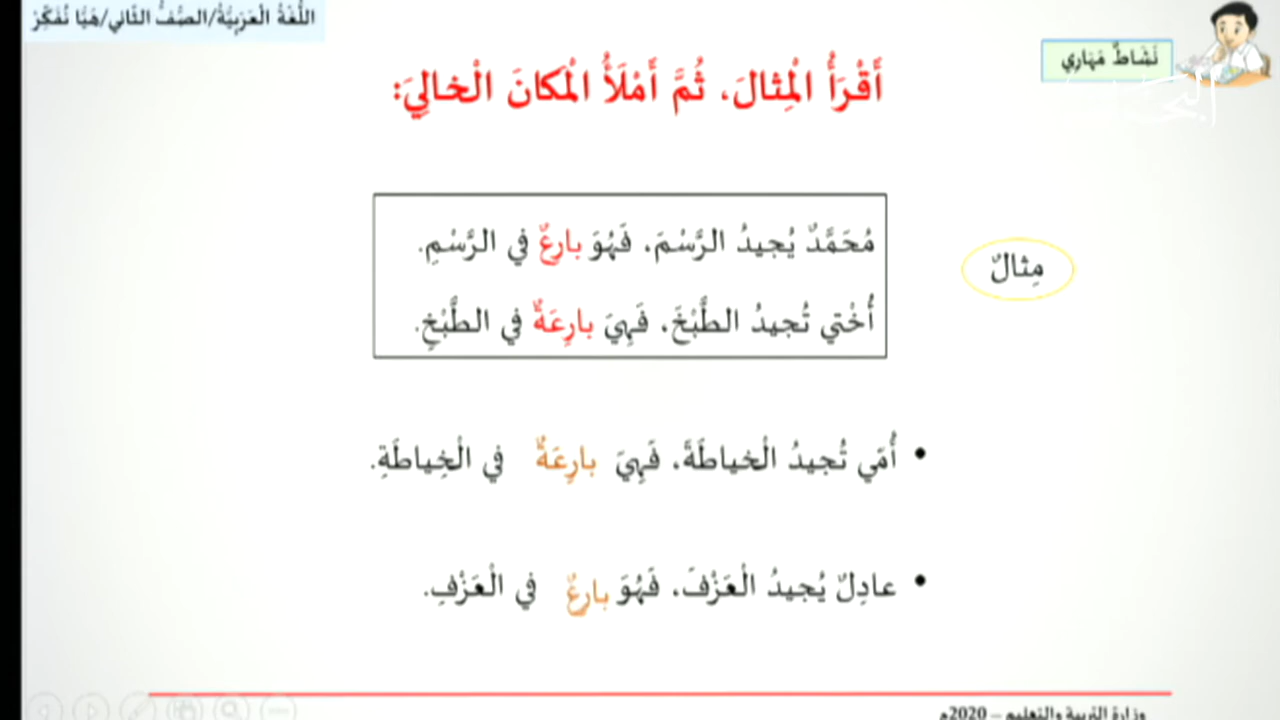 اللُّغَةُ الْعَرَبِيَّةُ/الصَّفُّ الثّاني/هَيّا نُفَكِّرْ
نَشَاطٌ مَهَارِي
أَقْرَأُ الْمِثالَ، ثُمَّ أَمْلَأُ الْمَكانَ الْخالِيَ:
مِثالٌ
مُحَمَّدٌ يُجيدُ الرَّسْمَ، فَهُوَ بارِعٌ في الرَّسْمِ.
أُخْتي تُجيدُ الطَّبْخَ، فَهِيَ بارِعَةٌ في الطَّبْخِ.
• أُمّي تُجيدُ الْخياطَةَ، فَهِيَ بارِعَةٌ في الْخِياطَةِ.
• عادِلٌ يُجيدُ الْعَزْفَ، فَهُوَ بارِعٌ في الْعَزْفِ.
وزارة التربية والتعليم – 2020م